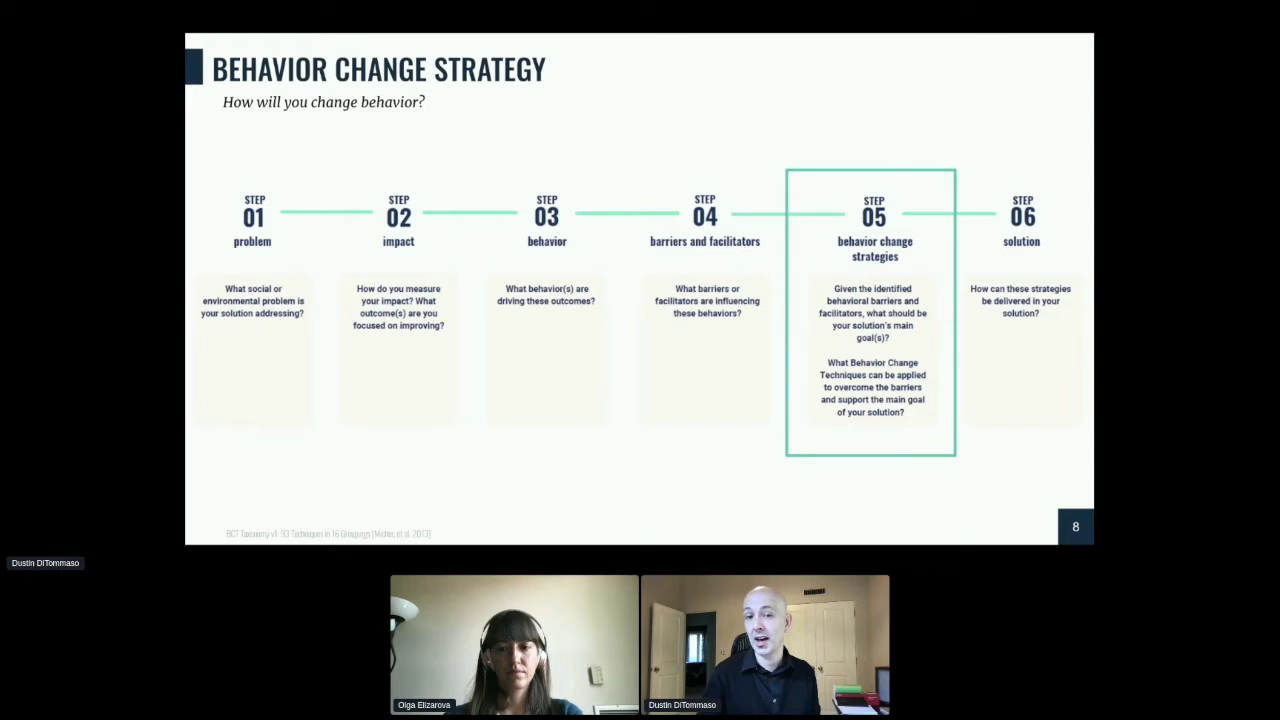 BEHAVIOR CHANGE STRATEGY
How will you change behavior?
STEP
01
problem
What social or
environmental problem is
your solution addressing?
STEP
02
impact
How do you measure
your impact? What
outcome(s) are you
focused on improving?
STEP
03
behavior
What behavior(s) are
driving these outcomes?
STEP
04
barriers and facilitators
What barriers or
facilitators are influencing
these behaviors?
STEP
05
behavior change
strategies
Given the identified
behavioral barriers and
facilitators, what should be
your solution's main
goal(s)?
What Behavior Change
Techniques can be applied
to overcome the barriers
and support the main goal
of your solution?
STEP
06
solution
How can these strategies
be delivered in your
solution?
BCT Taxonomy v1: 93 Techniques in 16 Groupings (Michie, et al. 2013)
8
Dustin DiTommaso
Olga Elizarova
Dustin DiTommaso